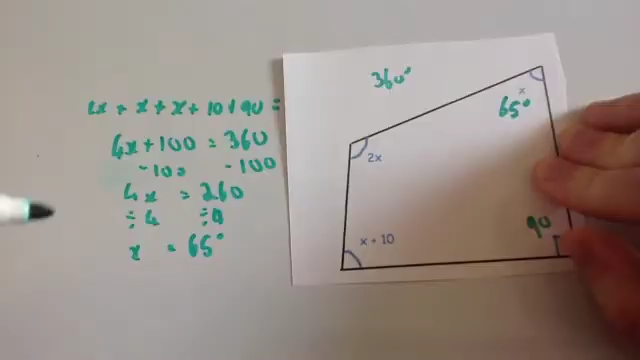 2x + x + x + 10 + 90 =
4x + 100 = 360
-100 -100
4x = 260
÷4 ÷4
x = 65°
360°
x
65°
2x
90
x + 10